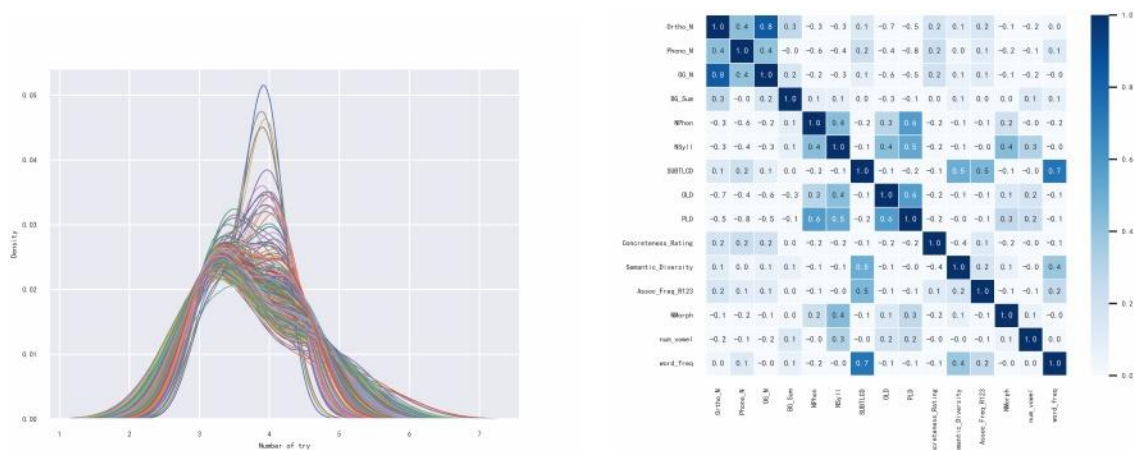 0.05
0.04
0.03
0.02
0.01
0.00
Density
1 2 3 4 5 6 7
Number of try
Ortho_N 1.0 0.4 0.8 0.3 -0.3 -0.3 0.1 -0.7 -0.5 0.2 0.1 0.2 -0.1 -0.2 0.0
Phono_N 0.4 1.0 0.4 -0.0 -0.6 -0.4 0.2 -0.4 -0.8 0.2 0.0 0.1 -0.2 -0.1 0.1
OG_N 0.8 0.4 1.0 0.2 -0.2 -0.3 0.1 -0.6 -0.5 0.2 0.1 0.1 -0.1 -0.2 -0.0
BG_Sum 0.3 -0.0 0.2 1.0 0.1 0.1 0.0 -0.3 -0.1 0.0 0.0 0.1 -0.0 0.1 0.1
NPhon -0.3 -0.6 -0.2 0.1 1.0 0.4 -0.2 0.3 0.6 -0.2 -0.1 -0.1 0.2 -0.0 -0.2
NSyll -0.3 -0.4 -0.3 0.1 0.4 1.0 -0.1 0.4 0.5 -0.1 -0.1 -0.0 0.4 0.3 -0.0
SUBTLCD 0.1 0.2 0.1 0.0 -0.2 -0.1 1.0 -0.1 -0.2 -0.1 0.5 0.5 -0.1 -0.1 0.7
OLD -0.7 -0.4 -0.6 -0.3 0.3 0.4 -0.1 1.0 0.6 -0.2 -0.1 -0.1 0.1 0.2 -0.1
PLD -0.5 -0.8 -0.5 -0.1 0.6 0.5 -0.2 0.6 1.0 -0.2 -0.0 -0.1 0.3 0.2 -0.1
Concreteness_Rating 0.2 0.2 0.2 0.0 -0.2 -0.1 -0.1 -0.2 -0.2 1.0 -0.4 0.1 -0.1 -0.0 -0.1
Semantic_Diversity 0.1 0.0 0.1 0.0 -0.1 -0.1 0.5 -0.1 -0.0 -0.4 1.0 0.2 0.1 -0.1 0.4
Assoc_Freq_R123 0.2 0.1 0.1 0.1 -0.1 -0.0 0.5 -0.1 -0.1 0.1 0.2 1.0 -0.1 -0.1 0.2
NMorph -0.1 -0.2 -0.1 -0.0 0.2 0.4 -0.1 0.1 0.3 -0.1 0.1 -0.1 1.0 0.1 -0.0
num_vowel -0.2 -0.1 -0.2 0.1 -0.0 0.3 -0.1 0.2 0.2 -0.0 -0.1 -0.1 0.1 1.0 0.0
word_freq 0.0 0.1 -0.0 0.1 -0.2 -0.0 0.7 -0.1 -0.1 -0.1 0.4 0.2 -0.0 0.0 1.0
Ortho_N Phono_N OG_N BG_Sum NPhon NSyll SUBTLCD OLD PLD creteness_Rating mantic_Diversity Assoc_Freq_R123 NMorph num_vowel word_freq
1.0
0.8
0.6
0.4
0.2
0.0